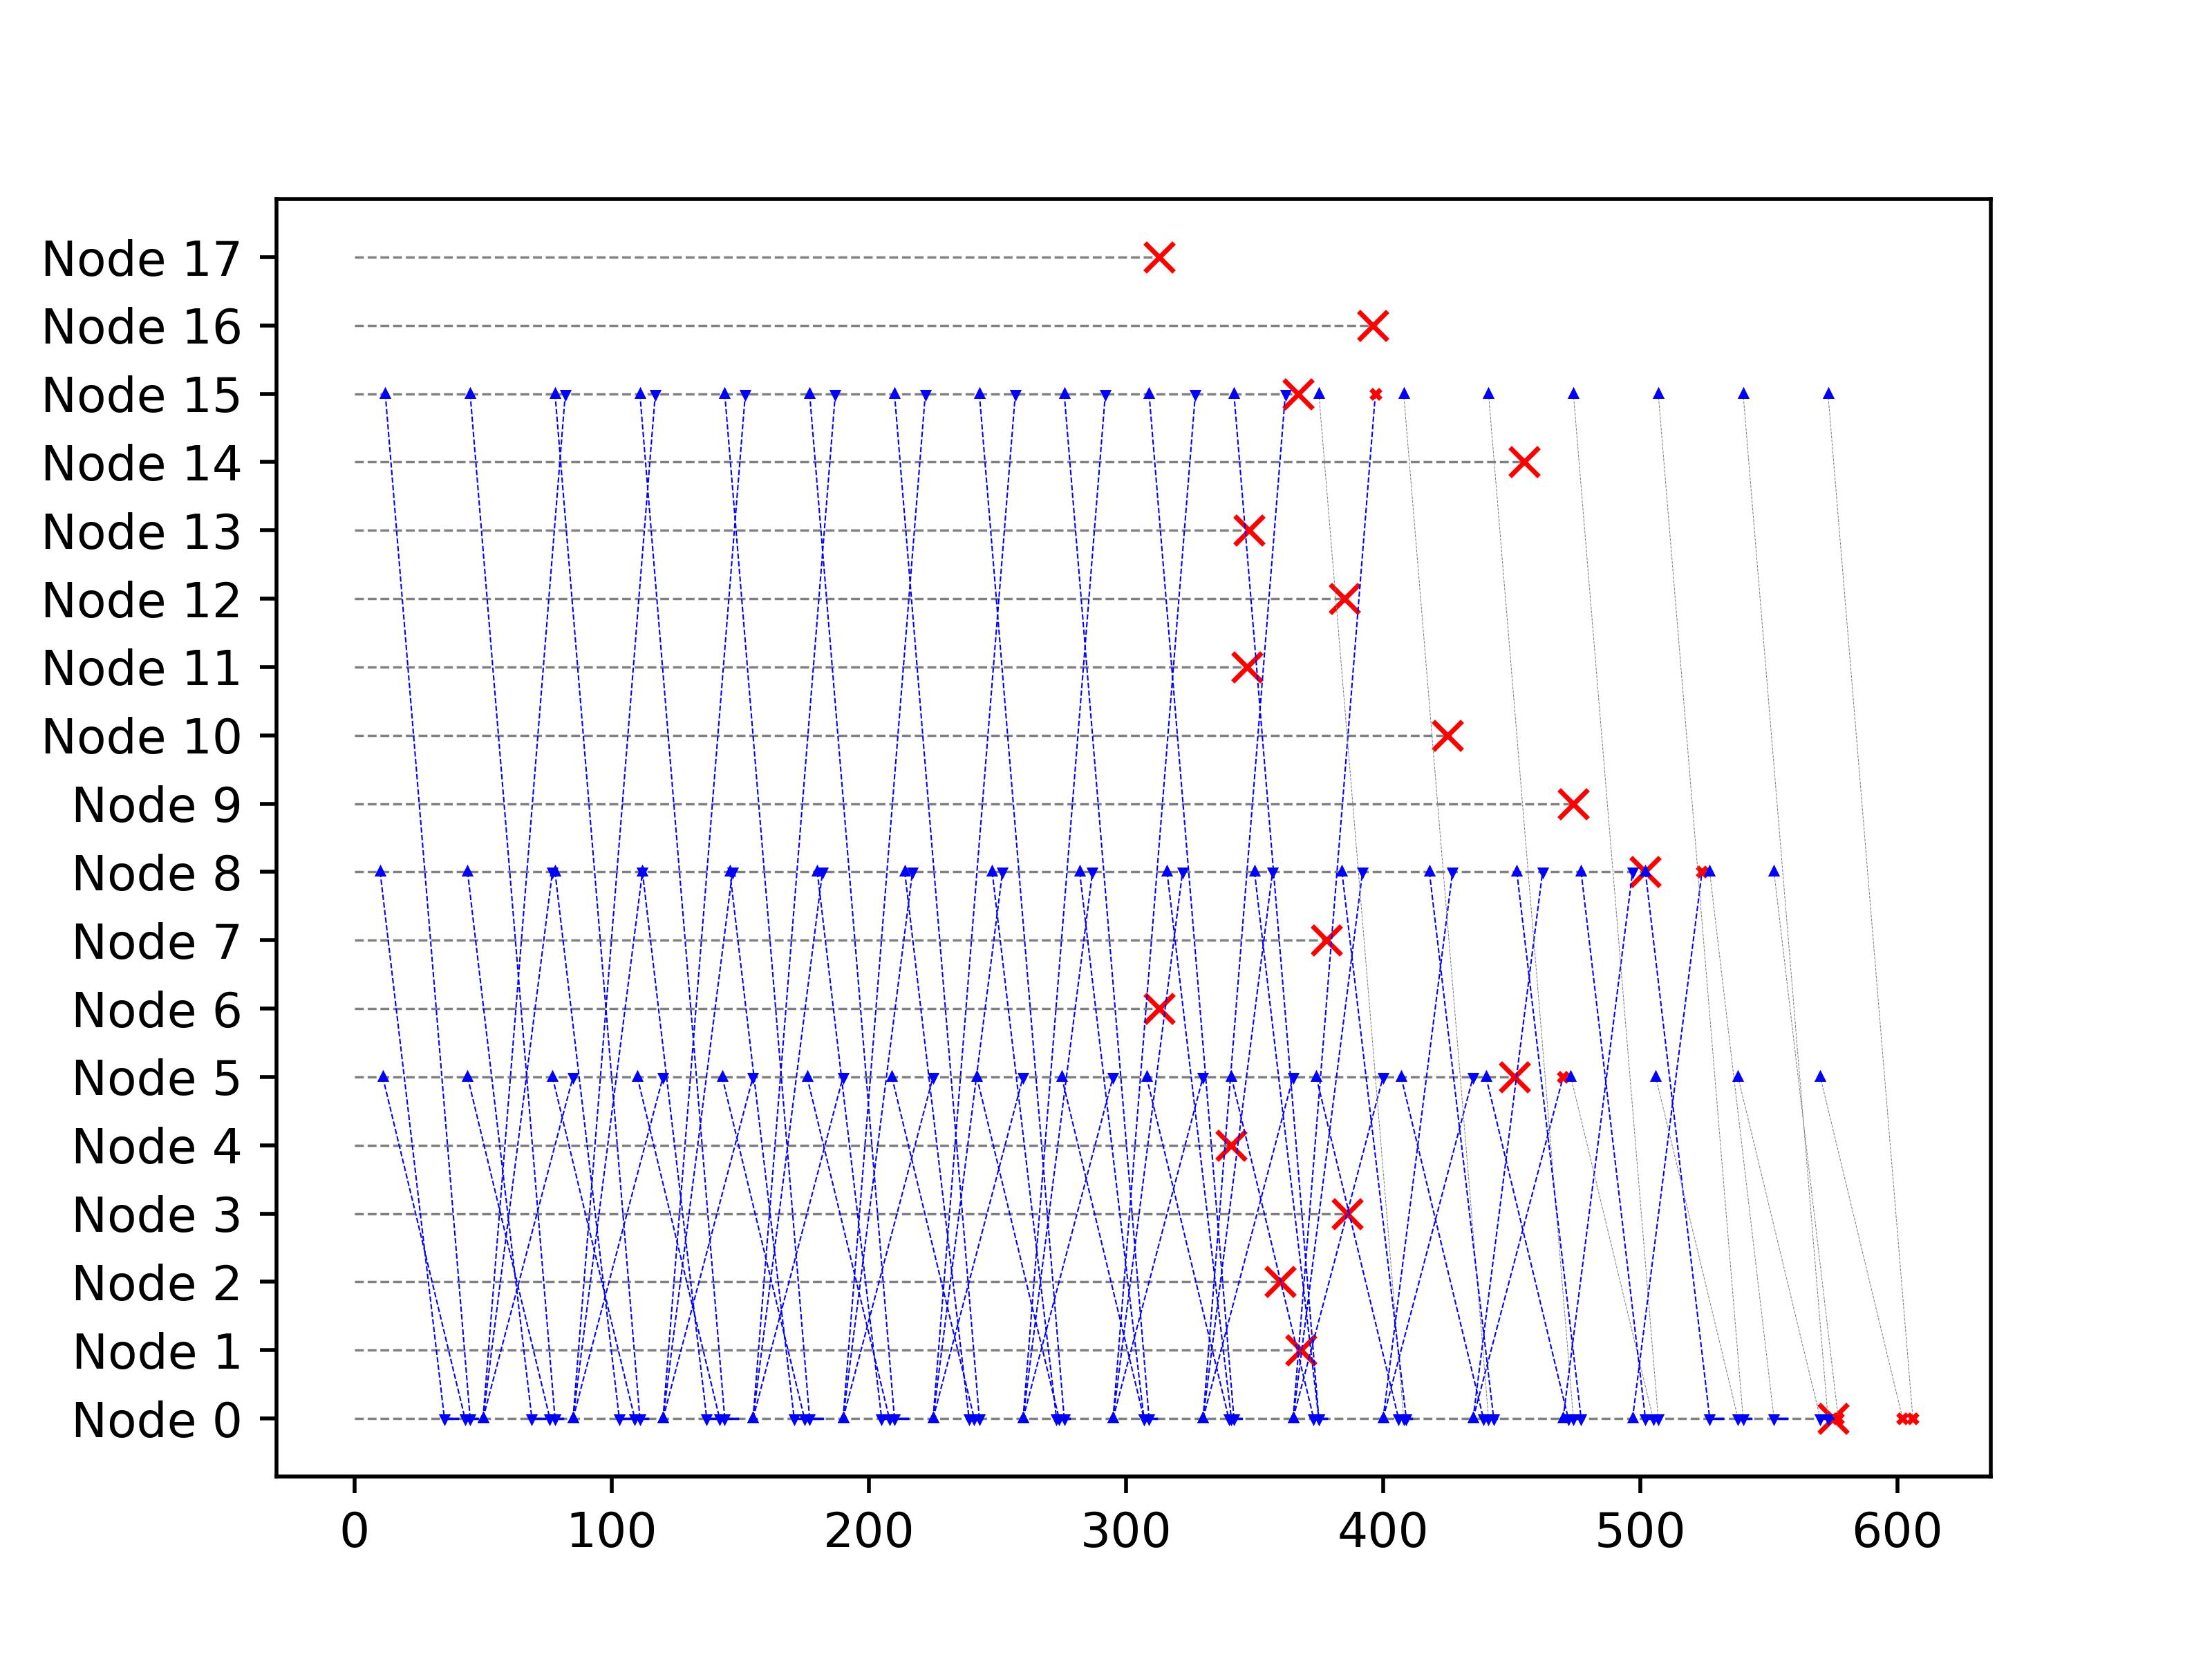 Node 17
Node 16
Node 15
Node 14
Node 13
Node 12
Node 11
Node 10
Node 9
Node 8
Node 7
Node 6
Node 5
Node 4
Node 3
Node 2
Node 1
Node 0
0 100 200 300 400 500 600